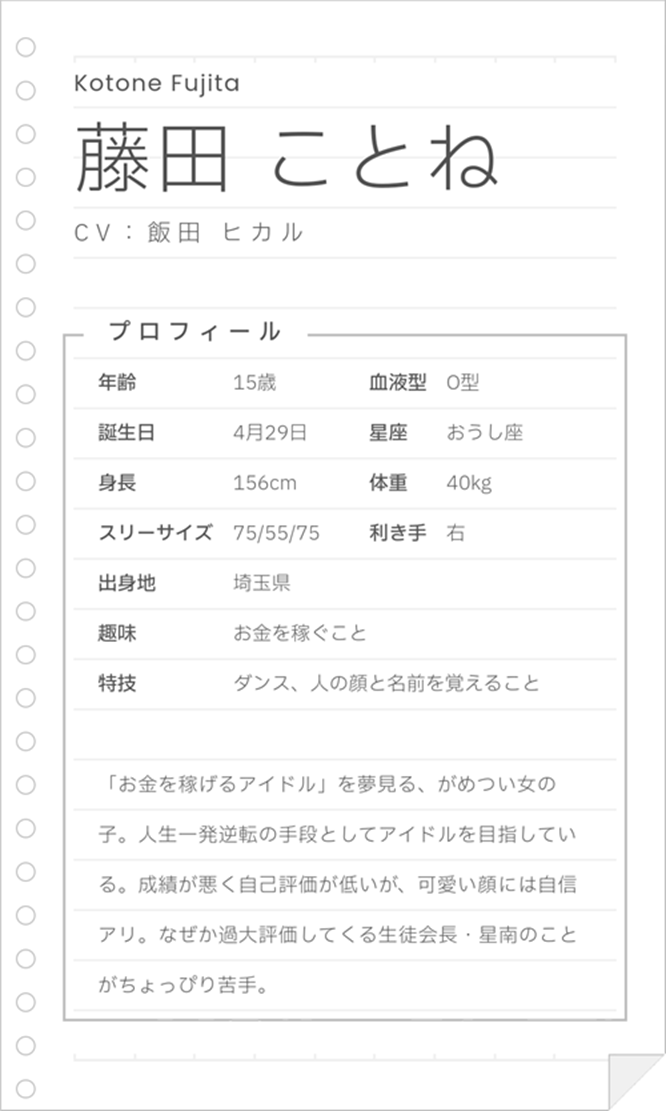 Kotone Fujita
藤田 ことね
CV：飯田 ヒカル
プロフィール
年齢 15歳 血液型 O型
誕生日 4月29日 星座 おうし座
身長 156cm 体重 40kg
スリーサイズ 75/55/75 利き手 右
出身地 埼玉県
趣味 お金を稼ぐこと
特技 ダンス、人の顔と名前を覚えること
「お金を稼げるアイドル」を夢見る、がめつい女の
子。人生一発逆転の手段としてアイドルを目指してい
る。成績が悪く自己評価が低いが、可愛い顔には自信
アリ。なぜか過大評価してくる生徒会長・星南のこと
がちょっぴり苦手。